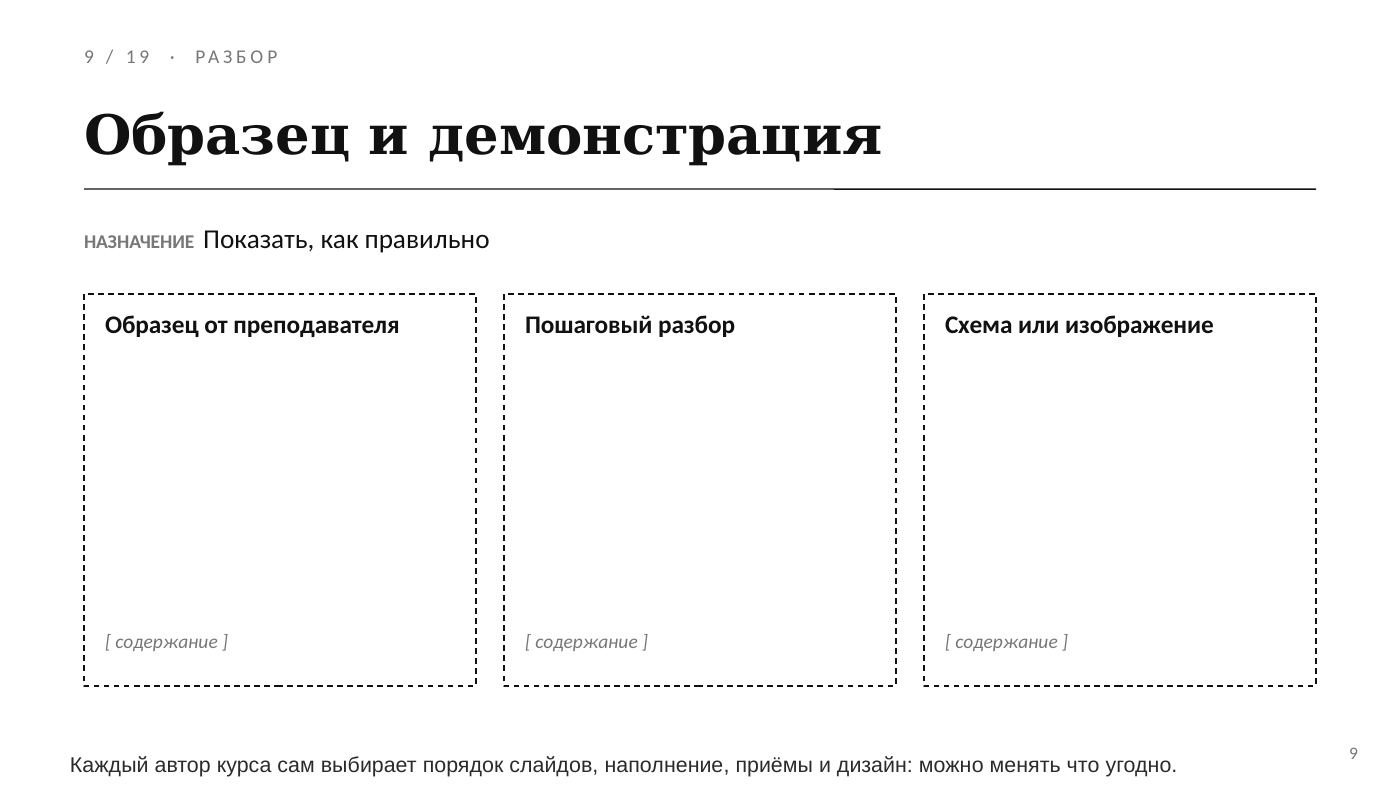 9 / 19 · РАЗБОР
Образец и демонстрация
НАЗНАЧЕНИЕ Показать, как правильно
Образец от преподавателя
[ содержание ]
Пошаговый разбор
[ содержание ]
Схема или изображение
[ содержание ]
Каждый автор курса сам выбирает порядок слайдов, наполнение, приёмы и дизайн: можно менять что угодно.
9